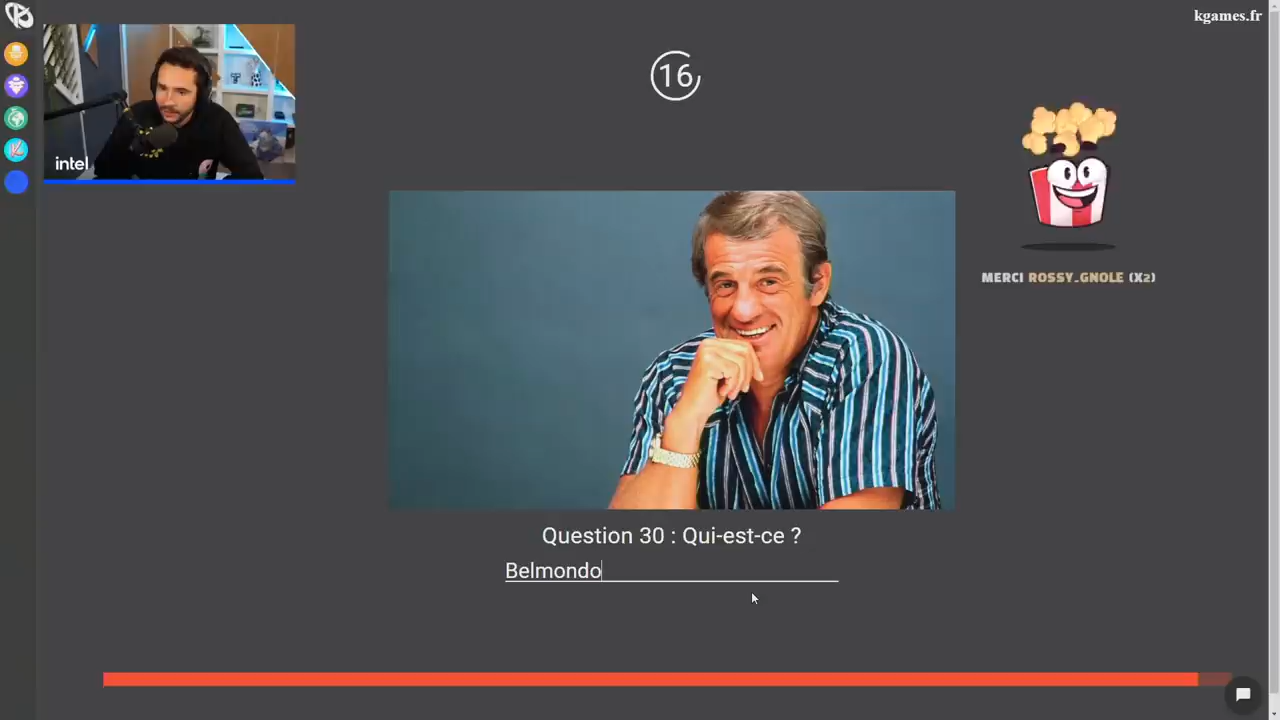 kgames.fr
16
intel
MERCI ROSSY_GNOLE (X2)
Question 30 : Qui-est-ce ?
Belmondo